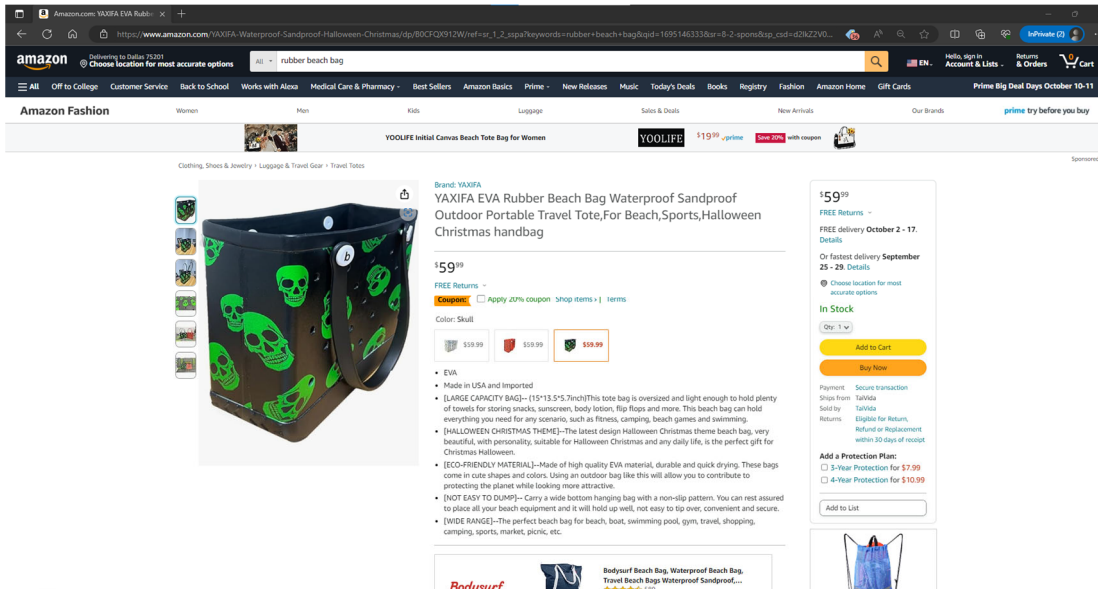 Amazon.com: YAXIFA EVA Rubbe
https://www.amazon.com/YAXIFA-Waterproof-Sandproof-Halloween-Christmas/dp/B0CFQX912W/ref=sr_1_2_sspa?keywords=rubber+beach+bag&qid=1695146333&sr=8-2-spons&sp_csd=d2lkZ2V0...
InPrivate (2)
amazon
Delivering to Dallas 75201
Choose location for most accurate options
All
rubber beach bag
EN
Hello, sign in
Account & Lists
Returns
& Orders
0
Cart
All Off to College Customer Service Back to School Works with Alexa Medical Care & Pharmacy Best Sellers Amazon Basics Prime New Releases Music Today's Deals Books Registry Fashion Amazon Home Gift Cards Prime Big Deal Days October 10-11
Amazon Fashion Women Men Kids Luggage Sales & Deals New Arrivals Our Brands prime try before you buy
YOOLIFE Initial Canvas Beach Tote Bag for Women YOOLIFE $19.99 prime Save 20% with coupon
Sponsored
Clothing, Shoes & Jewelry › Luggage & Travel Gear › Travel Totes
b
Brand: YAXIFA
YAXIFA EVA Rubber Beach Bag Waterproof Sandproof
Outdoor Portable Travel Tote,For Beach,Sports,Halloween
Christmas handbag
$59.99
FREE Returns
Coupon: Apply 20% coupon Shop items › | Terms
Color: Skull
$59.99 $59.99 $59.99
• EVA
• Made in USA and Imported
• [LARGE CAPACITY BAG]-- (15*13.5*5.7inch)This tote bag is oversized and light enough to hold plenty
of towels for storing snacks, sunscreen, body lotion, flip flops and more. This beach bag can hold
everything you need for any scenario, such as fitness, camping, beach games and swimming.
• [HALLOWEEN CHRISTMAS THEME]--The latest design Halloween Christmas theme beach bag, very
beautiful, with personality, suitable for Halloween Christmas and any daily life, is the perfect gift for
Christmas Halloween.
• [ECO-FRIENDLY MATERIAL]--Made of high quality EVA material, durable and quick drying. These bags
come in cute shapes and colors. Using an outdoor bag like this will allow you to contribute to
protecting the planet while looking more attractive.
• [NOT EASY TO DUMP]-- Carry a wide bottom hanging bag with a non-slip pattern. You can rest assured
to place all your beach equipment and it will hold up well, not easy to tip over, convenient and secure.
• [WIDE RANGE]--The perfect beach bag for beach, boat, swimming pool, gym, travel, shopping,
camping, sports, market, picnic, etc.
Bodysurf
Bodysurf Beach Bag, Waterproof Beach Bag,
Travel Beach Bags Waterproof Sandproof,...
$59.99
FREE Returns
FREE delivery October 2 - 17.
Details
Or fastest delivery September
25 - 29. Details
Choose location for most
accurate options
In Stock
Qty: 1
Add to Cart
Buy Now
Payment Secure transaction
Ships from TaiVida
Sold by TaiVida
Returns Eligible for Return,
Refund or Replacement
within 30 days of receipt
Add a Protection Plan:
3-Year Protection for $7.99
4-Year Protection for $10.99
Add to List